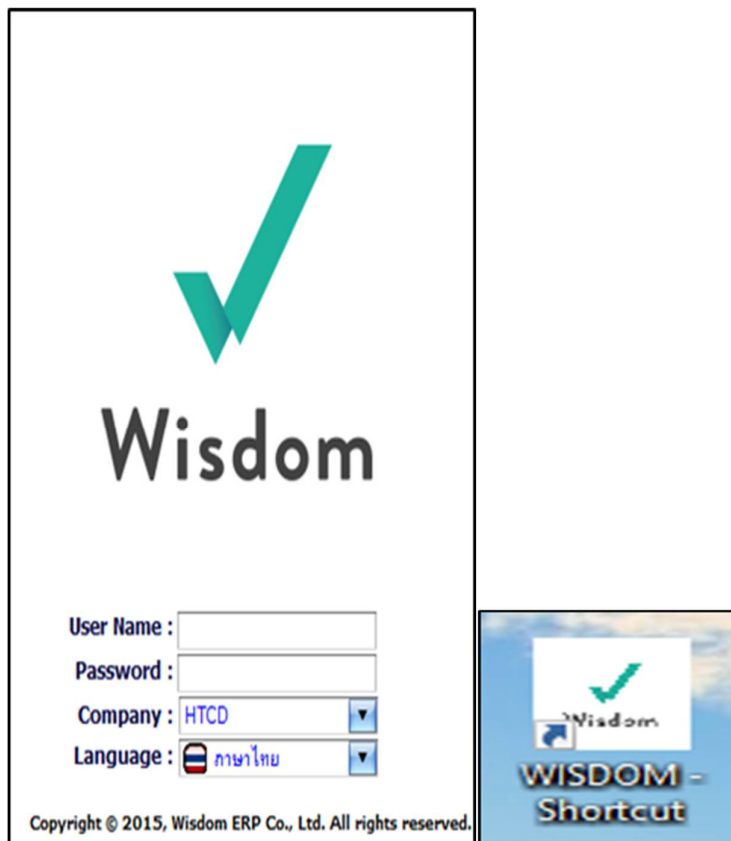 Wisdom
User Name :
Password :
Company : HTCD
Language : ภาษาไทย
Copyright © 2015, Wisdom ERP Co., Ltd. All rights reserved.
Wisdom
WISDOM -
Shortcut